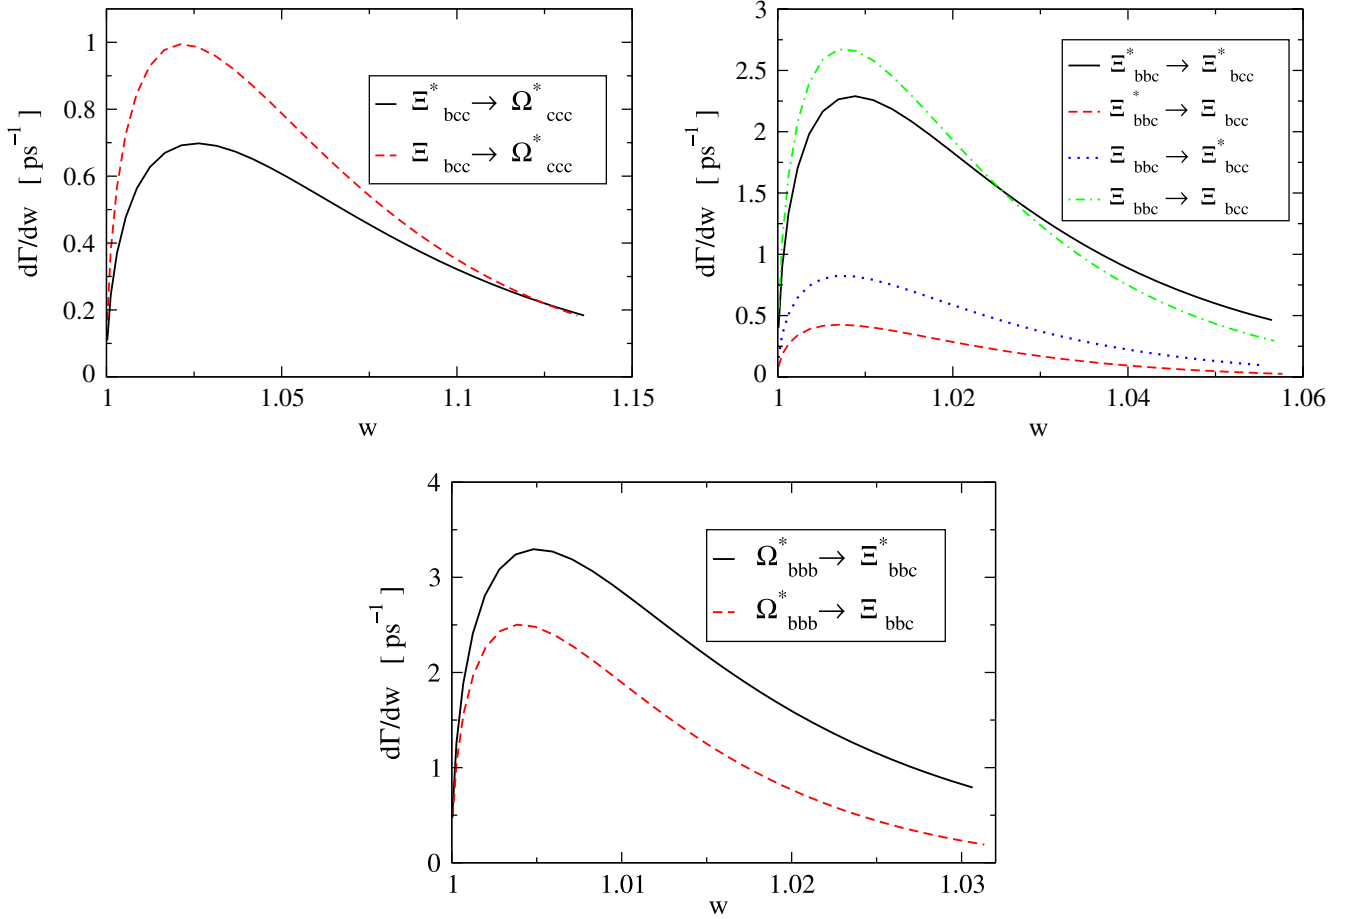 1
0.8
0.6
0.4
0.2
0
dΓ/dw [ ps⁻¹ ]
Ξ*bcc → Ω*ccc
Ξ bcc → Ω*ccc
1 1.05 1.1 1.15
w
3
2.5
2
1.5
1
0.5
0
dΓ/dw [ ps⁻¹ ]
Ξ*bbc → Ξ*bcc
Ξ*bbc → Ξ bcc
Ξ bbc → Ξ*bcc
Ξ bbc → Ξ bcc
1 1.02 1.04 1.06
w
4
3
2
1
0
dΓ/dw [ ps⁻¹ ]
Ω*bbb → Ξ*bbc
Ω*bbb → Ξ bbc
1 1.01 1.02 1.03
w